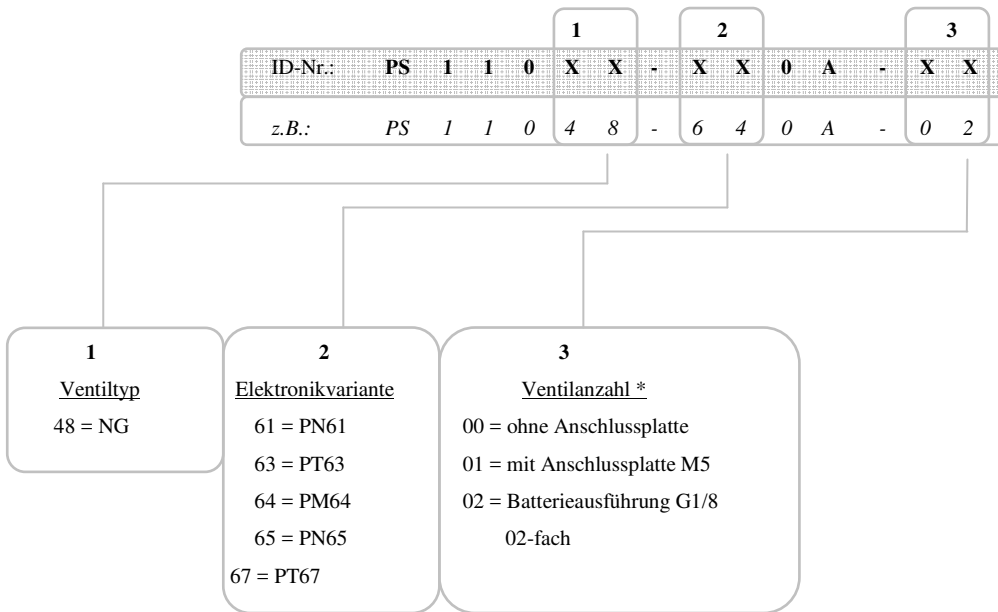 1 2 3
ID-Nr.: PS 1 1 0 X X - X X 0 A - X X
z.B.: PS 1 1 0 4 8 - 6 4 0 A - 0 2
1
Ventiltyp
48 = NG
2
Elektronikvariante
61 = PN61
63 = PT63
64 = PM64
65 = PN65
67 = PT67
3
Ventilanzahl *
00 = ohne Anschlussplatte
01 = mit Anschlussplatte M5
02 = Batterieausführung G1/8
02-fach